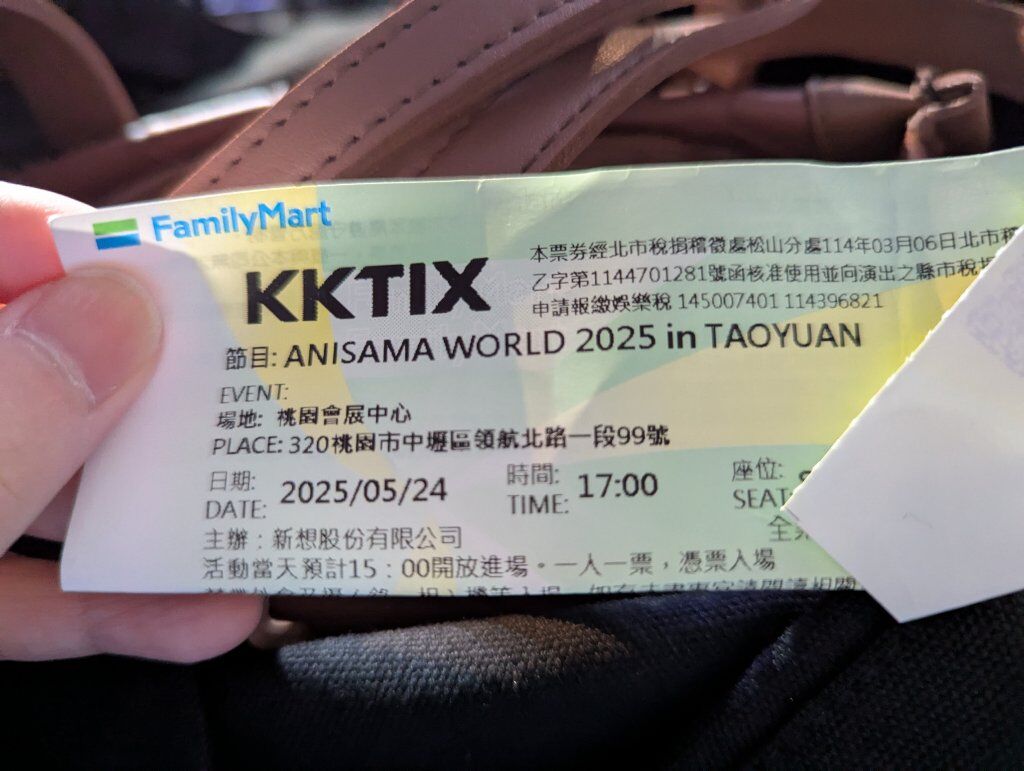 FamilyMart
KKTIX
本票券經北市稅捐稽徵處松山分處114年03月06日北市稽
乙字第1144701281號函核准使用並向演出之縣市稅捐
申請報繳娛樂稅 145007401 114396821
節目: ANISAMA WORLD 2025 in TAOYUAN
EVENT:
場地: 桃園會展中心
PLACE: 320桃園市中壢區領航北路一段99號
日期: 時間: 座位:
DATE: 2025/05/24 TIME: 17:00 SEAT:
主辦：新想股份有限公司
活動當天預計15：00開放進場。一人一票，憑票入場